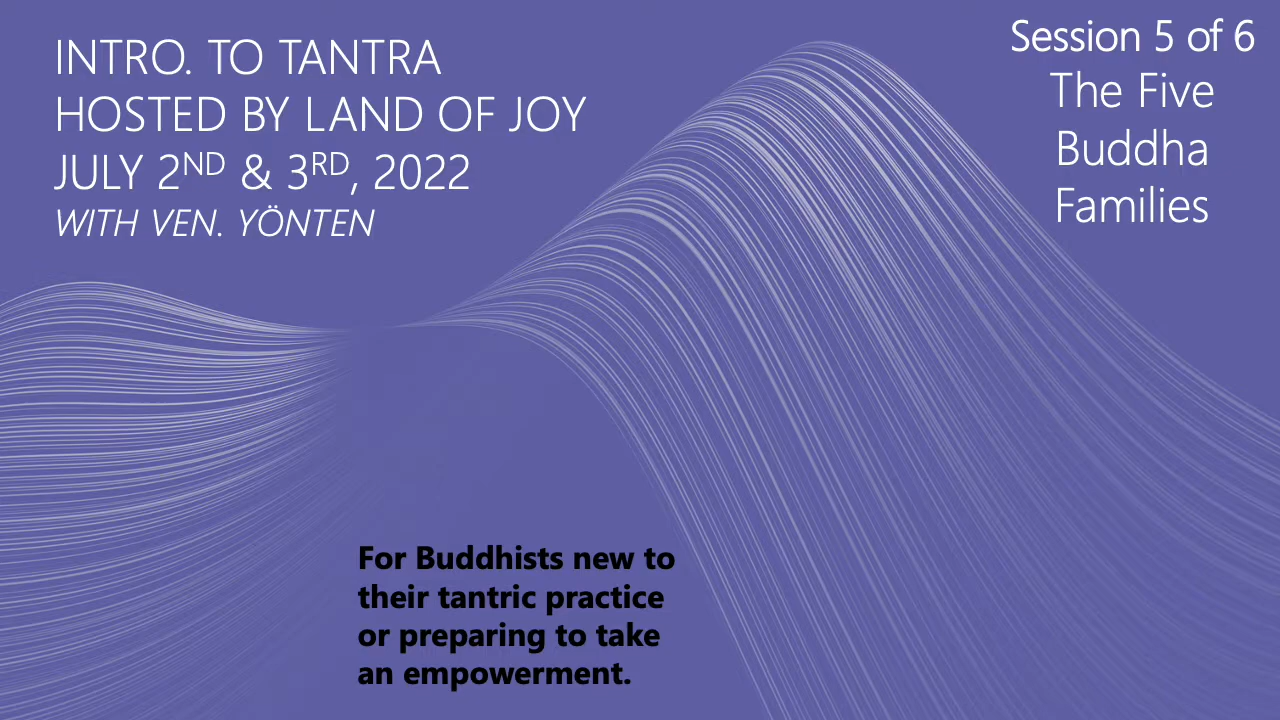 INTRO. TO TANTRA
HOSTED BY LAND OF JOY
JULY 2ND & 3RD, 2022
WITH VEN. YÖNTEN
Session 5 of 6
The Five
Buddha
Families
For Buddhists new to
their tantric practice
or preparing to take
an empowerment.